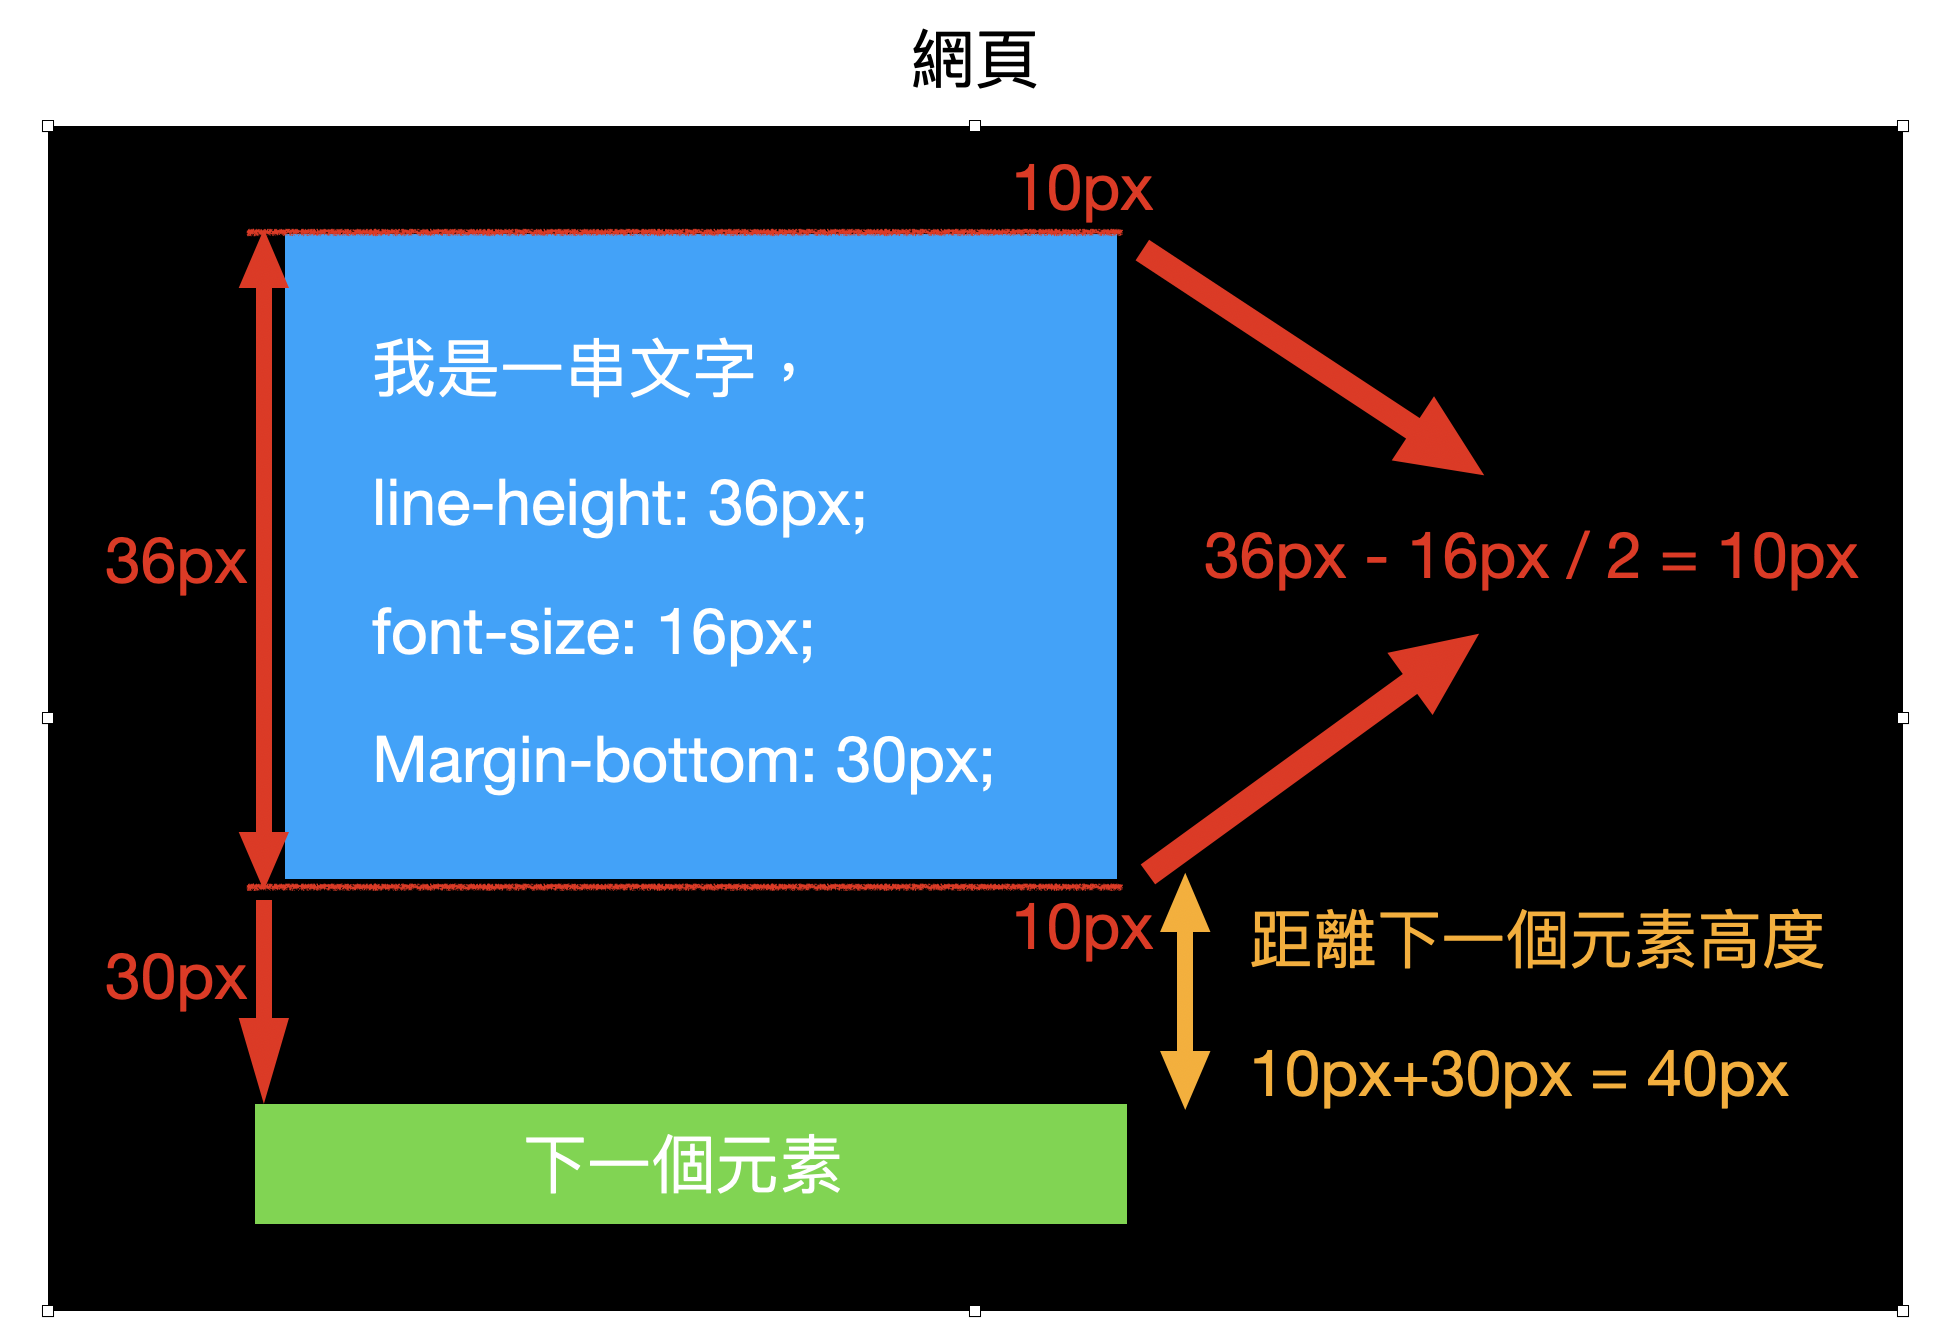 網頁
10px
我是一串文字，
line-height: 36px;
36px
36px - 16px / 2 = 10px
font-size: 16px;
Margin-bottom: 30px;
10px
距離下一個元素高度
30px
10px+30px = 40px
下一個元素